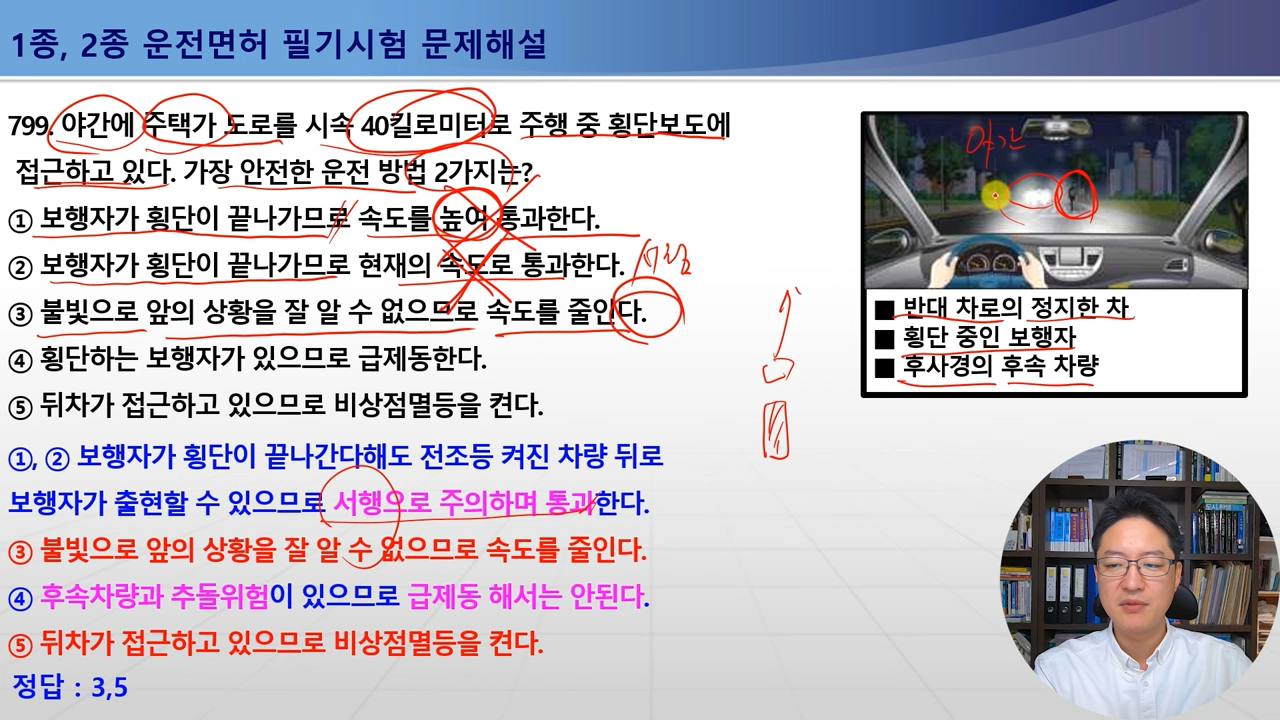 1종, 2종 운전면허 필기시험 문제해설
799. 야간에 주택가 도로를 시속 40킬로미터로 주행 중 횡단보도에
접근하고 있다. 가장 안전한 운전 방법 2가지는?
① 보행자가 횡단이 끝나가므로 속도를 높여 통과한다.
② 보행자가 횡단이 끝나가므로 현재의 속도로 통과한다.
③ 불빛으로 앞의 상황을 잘 알 수 없으므로 속도를 줄인다.
④ 횡단하는 보행자가 있으므로 급제동한다.
⑤ 뒤차가 접근하고 있으므로 비상점멸등을 켠다.
①, ② 보행자가 횡단이 끝나간다해도 전조등 켜진 차량 뒤로
보행자가 출현할 수 있으므로 서행으로 주의하며 통과한다.
③ 불빛으로 앞의 상황을 잘 알 수 없으므로 속도를 줄인다.
④ 후속차량과 추돌위험이 있으므로 급제동 해서는 안된다.
⑤ 뒤차가 접근하고 있으므로 비상점멸등을 켠다.
정답 : 3,5
야간
■ 반대 차로의 정지한 차
■ 횡단 중인 보행자
■ 후사경의 후속 차량